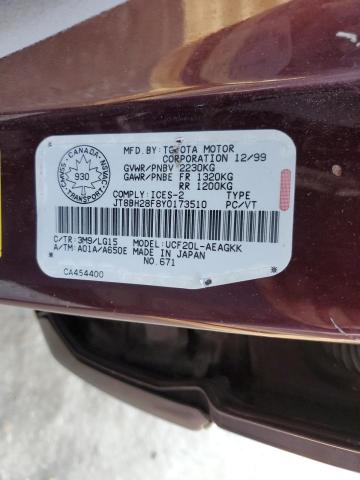 CANADA
CMVSS
NSVAC
930
TRANSPORT
MFD.BY:TOYOTA MOTOR
CORPORATION 12/99
GVWR/PNBV 2230KG
GAWR/PNBE FR 1320KG
RR 1200KG
COMPLY:ICES-2 TYPE
JT8BH28F8Y0173510 PC/VT
C/TR:3M9/LG15 MODEL:UCF20L-AEAGKK
A/TM:A01A/A650E MADE IN JAPAN
NO.671
CA454400